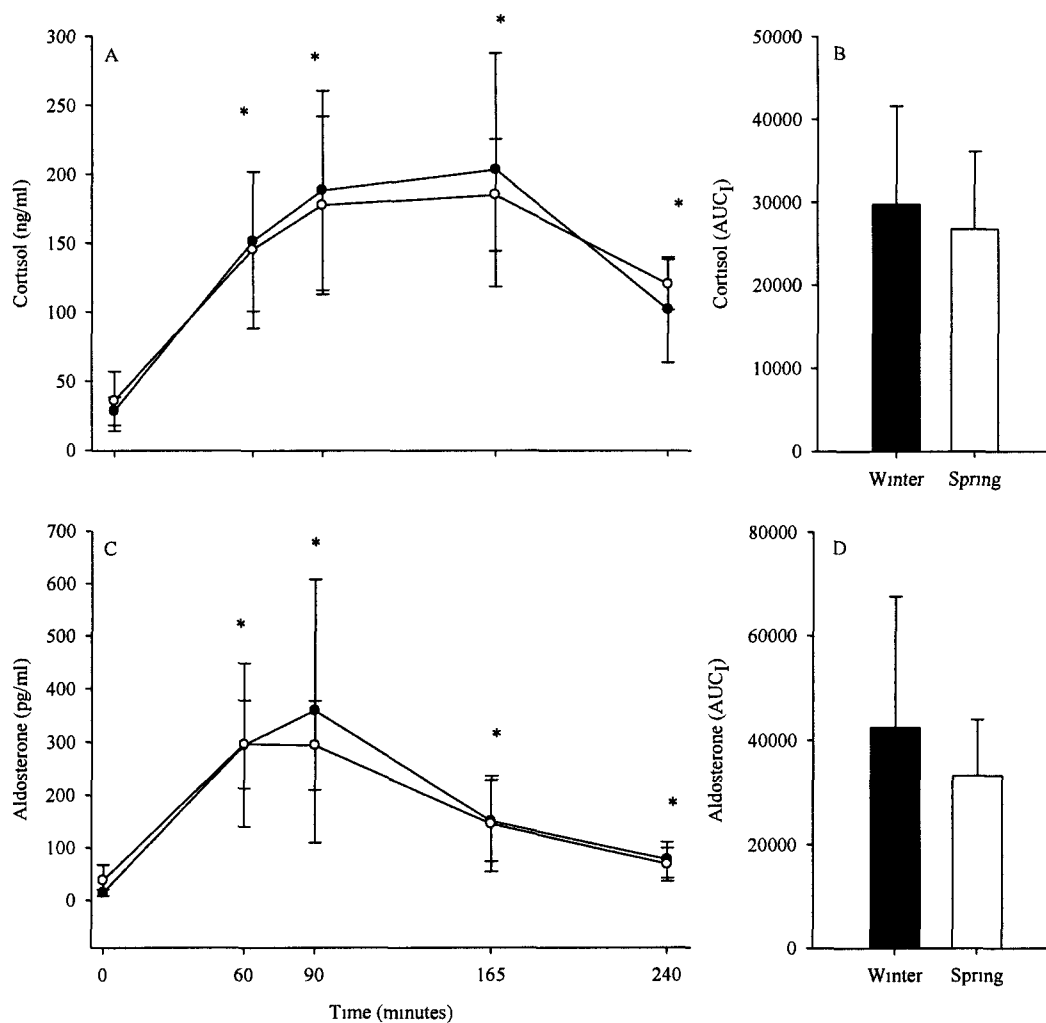 A
Cortisol (ng/ml)
300
250
200
150
100
50
0
*
*
*
*
B
Cortisol (AUCI)
50000
40000
30000
20000
10000
0
Winter Spring
C
Aldosterone (pg/ml)
700
600
500
400
300
200
100
0
*
*
*
*
0 60 90 165 240
Time (minutes)
D
Aldosterone (AUCI)
80000
60000
40000
20000
0
Winter Spring